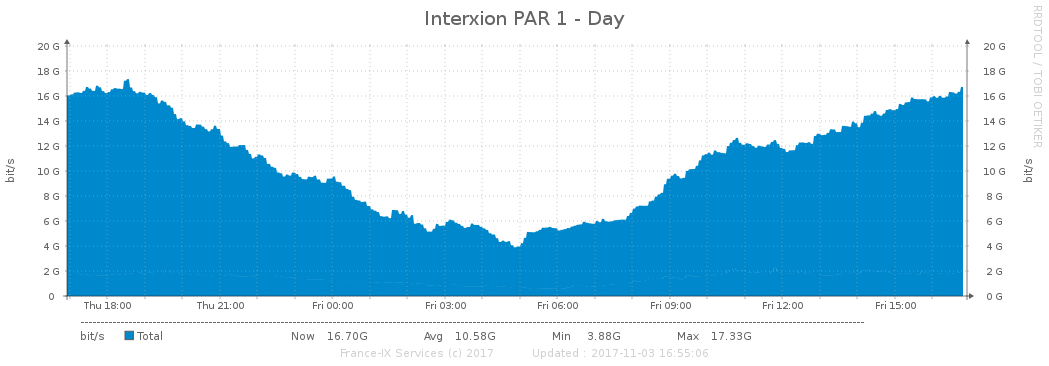 Interxion PAR 1 - Day
RRDTOOL / TOBI OETIKER
20 G 20 G
18 G 18 G
16 G 16 G
14 G 14 G
12 G 12 G
10 G 10 G
8 G 8 G
6 G 6 G
4 G 4 G
2 G 2 G
0 0 G
bit/s bit/s
Thu 18:00 Thu 21:00 Fri 00:00 Fri 03:00 Fri 06:00 Fri 09:00 Fri 12:00 Fri 15:00
bit/s Total Now 16.70G Avg 10.58G Min 3.88G Max 17.33G
France-IX Services (c) 2017 Updated : 2017-11-03 16:55:06